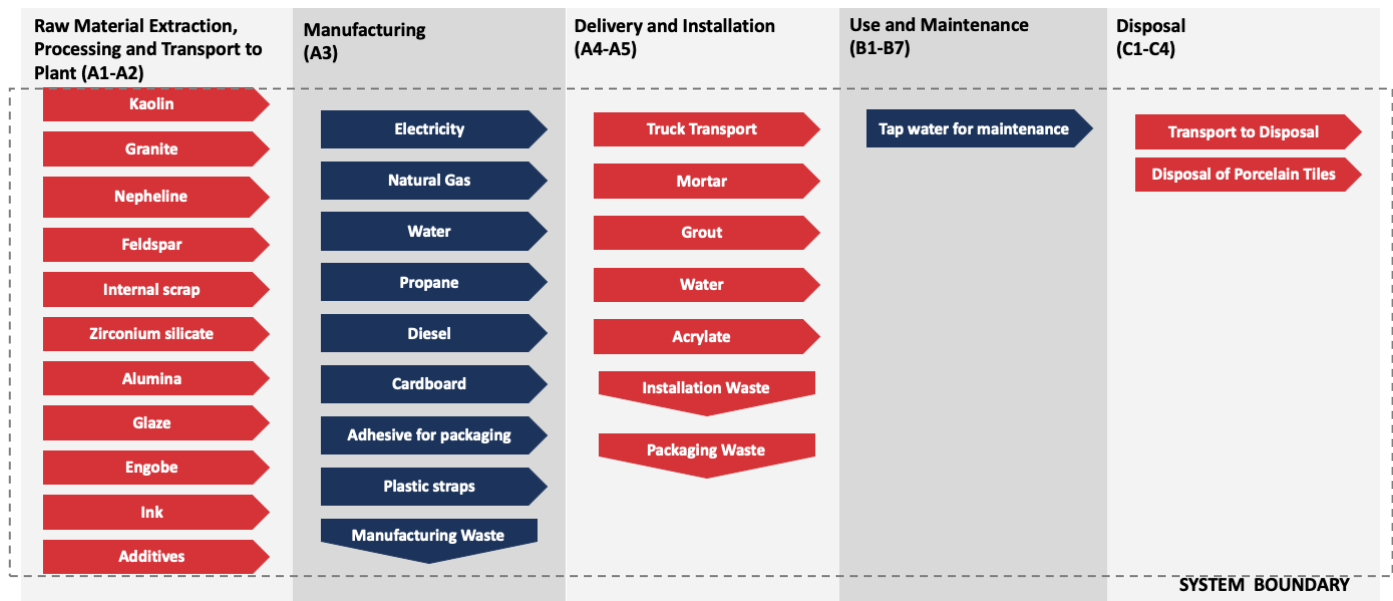 Raw Material Extraction,
Processing and Transport to
Plant (A1-A2)
Kaolin
Granite
Nepheline
Feldspar
Internal scrap
Zirconium silicate
Alumina
Glaze
Engobe
Ink
Additives
Manufacturing
(A3)
Electricity
Natural Gas
Water
Propane
Diesel
Cardboard
Adhesive for packaging
Plastic straps
Manufacturing Waste
Delivery and Installation
(A4-A5)
Truck Transport
Mortar
Grout
Water
Acrylate
Installation Waste
Packaging Waste
Use and Maintenance
(B1-B7)
Tap water for maintenance
Disposal
(C1-C4)
Transport to Disposal
Disposal of Porcelain Tiles
SYSTEM BOUNDARY